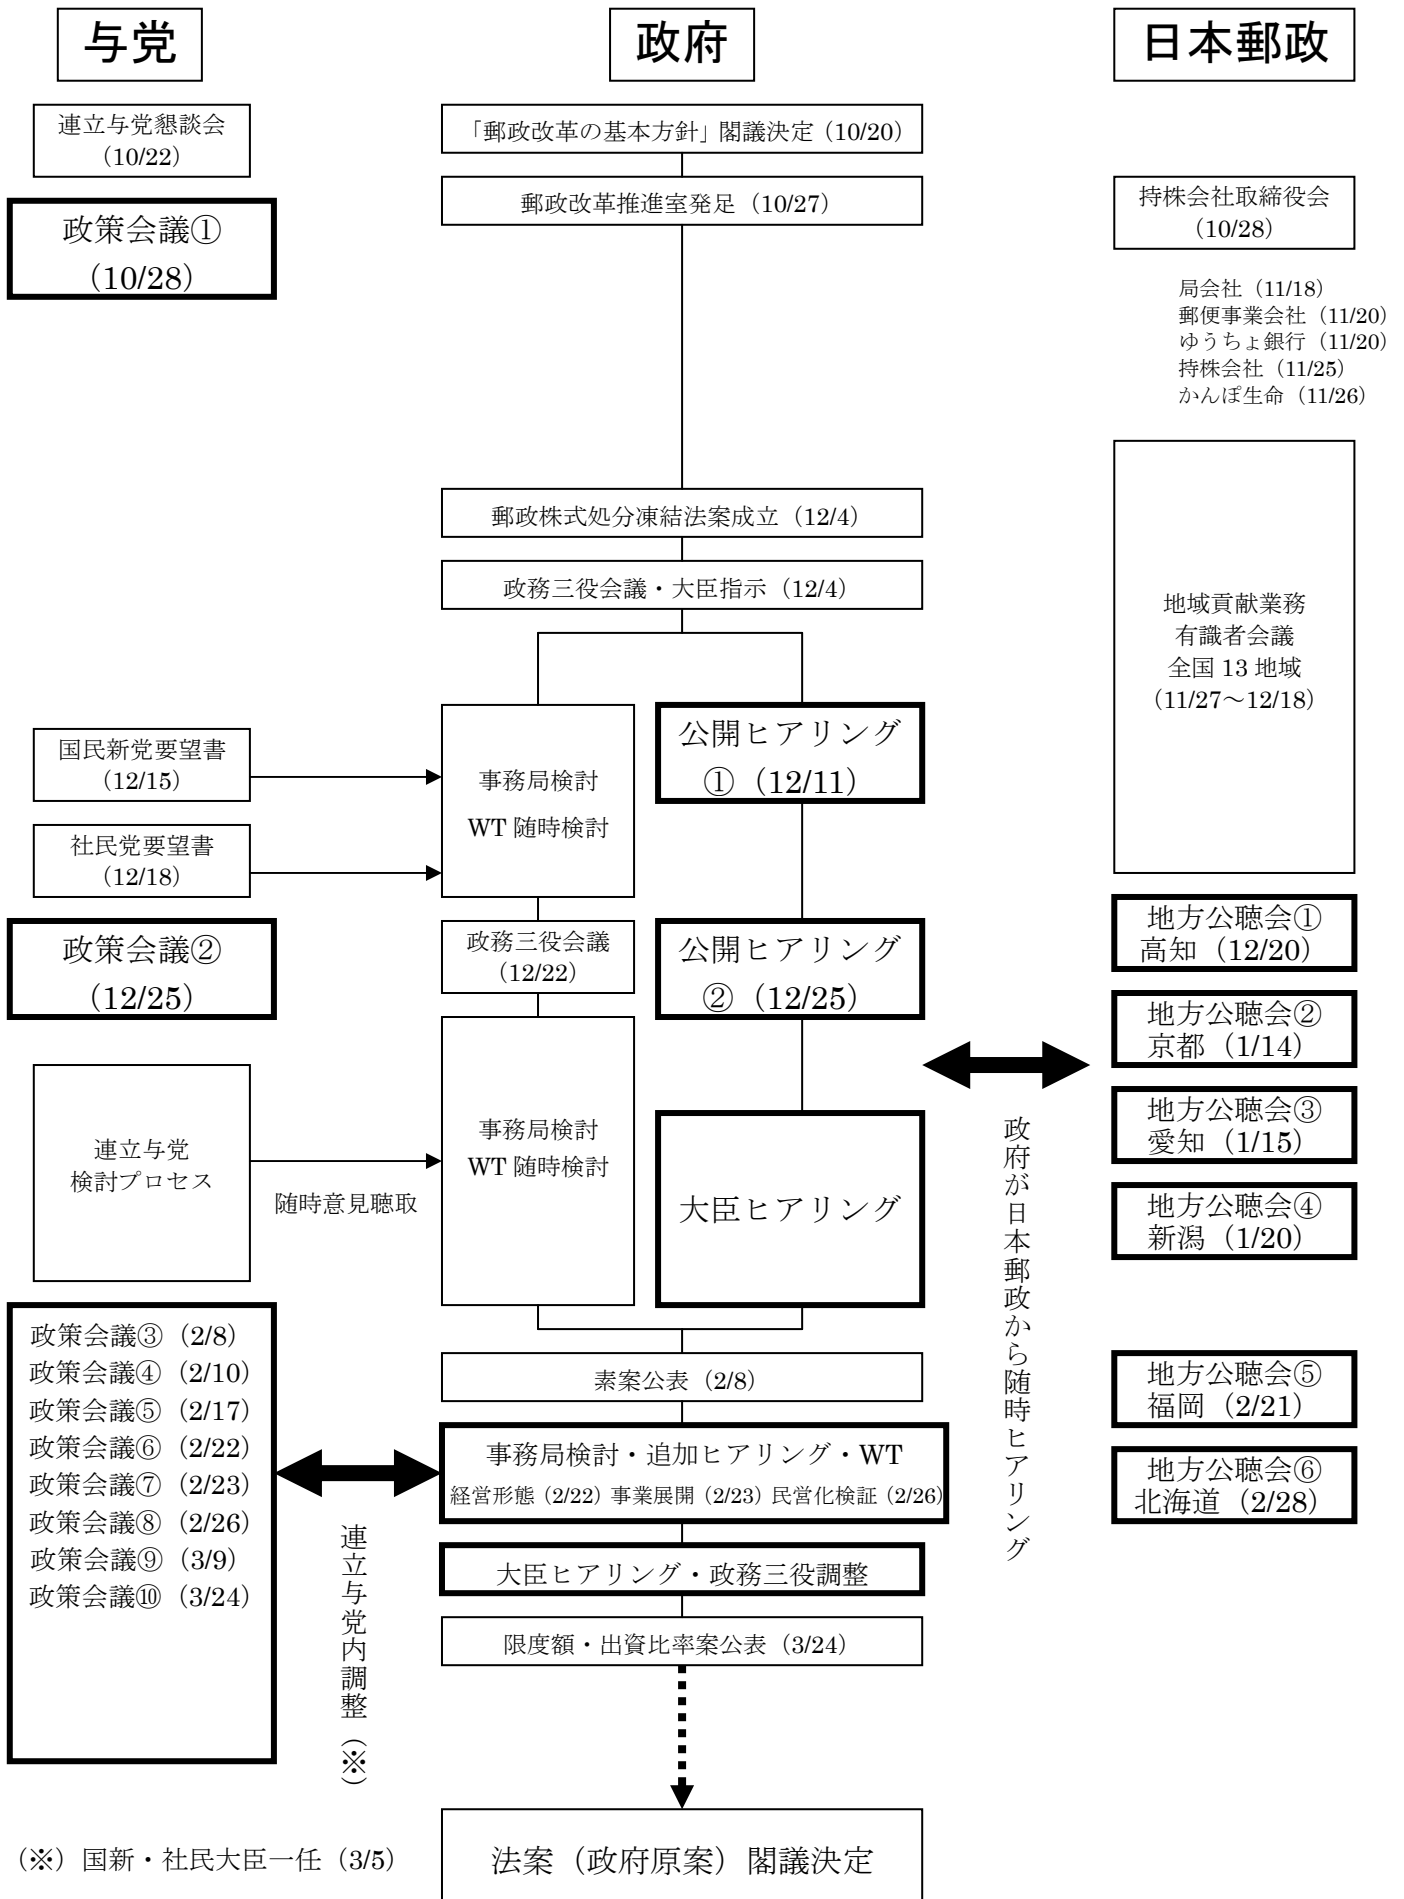 与党
政府
日本郵政
連立与党懇談会
（10/22）
政策会議①
（10/28）
「郵政改革の基本方針」閣議決定（10/20）
郵政改革推進室発足（10/27）
持株会社取締役会
（10/28）
局会社（11/18）
郵便事業会社（11/20）
ゆうちょ銀行（11/20）
持株会社（11/25）
かんぽ生命（11/26）
郵政株式処分凍結法案成立（12/4）
政務三役会議・大臣指示（12/4）
地域貢献業務
有識者会議
全国 13 地域
（11/27～12/18）
国民新党要望書
（12/15）
社民党要望書
（12/18）
事務局検討
WT 随時検討
公開ヒアリング
①（12/11）
政策会議②
（12/25）
政務三役会議
（12/22）
公開ヒアリング
②（12/25）
地方公聴会①
高知（12/20）
地方公聴会②
京都（1/14）
地方公聴会③
愛知（1/15）
地方公聴会④
新潟（1/20）
連立与党
検討プロセス
随時意見聴取
事務局検討
WT 随時検討
大臣ヒアリング
政府が日本郵政から随時ヒアリング
政策会議③（2/8）
政策会議④（2/10）
政策会議⑤（2/17）
政策会議⑥（2/22）
政策会議⑦（2/23）
政策会議⑧（2/26）
政策会議⑨（3/9）
政策会議⑩（3/24）
素案公表（2/8）
事務局検討・追加ヒアリング・WT
経営形態（2/22）事業展開（2/23）民営化検証（2/26）
地方公聴会⑤
福岡（2/21）
地方公聴会⑥
北海道（2/28）
連立与党内調整（※）
大臣ヒアリング・政務三役調整
限度額・出資比率案公表（3/24）
（※）国新・社民大臣一任（3/5）
法案（政府原案）閣議決定